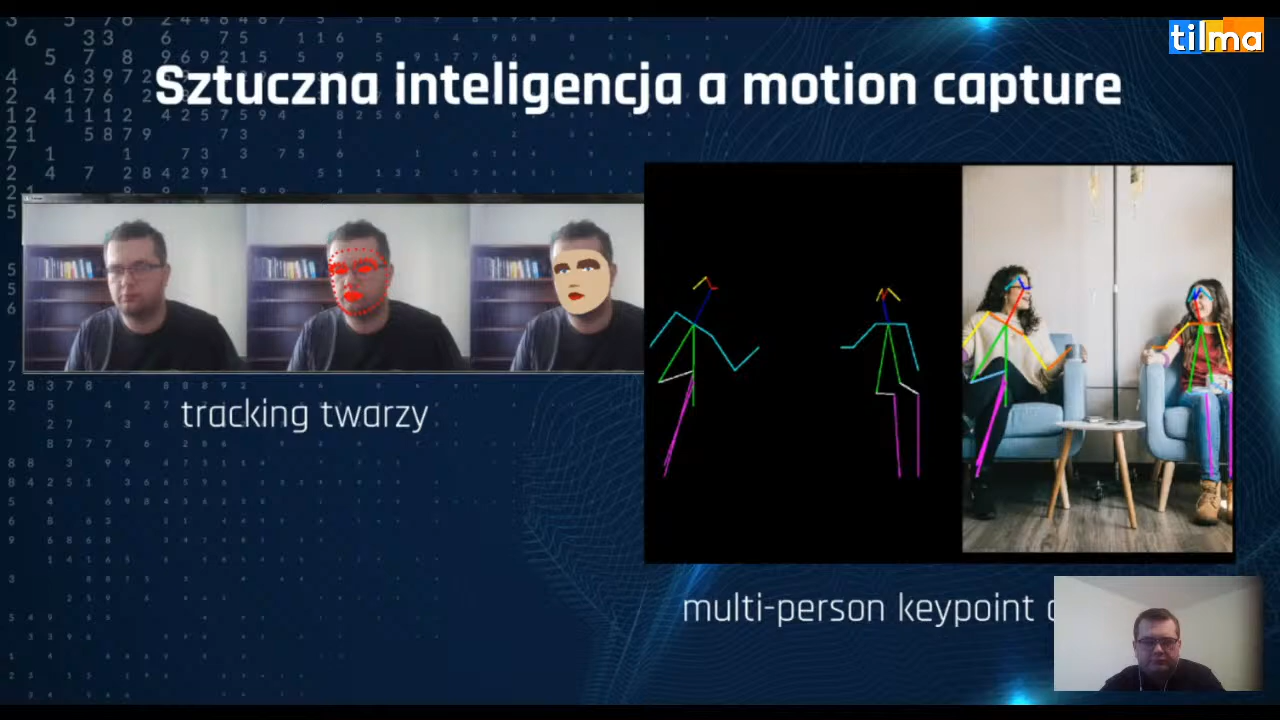 tilma
Sztuczna inteligencja a motion capture
tracking twarzy
multi-person keypoint